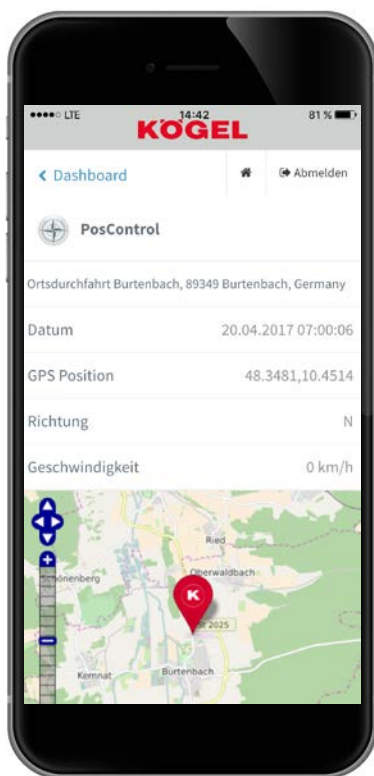 LTE 14:42 81 %
KÖGEL
Dashboard Abmelden
PosControl
Ortsdurchfahrt Burtenbach, 89349 Burtenbach, Germany
Datum 20.04.2017 07:00:06
GPS Position 48.3481,10.4514
Richtung N
Geschwindigkeit 0 km/h
Ried
Oberwaldbach
K
St 2025
Kemnat Burtenbach